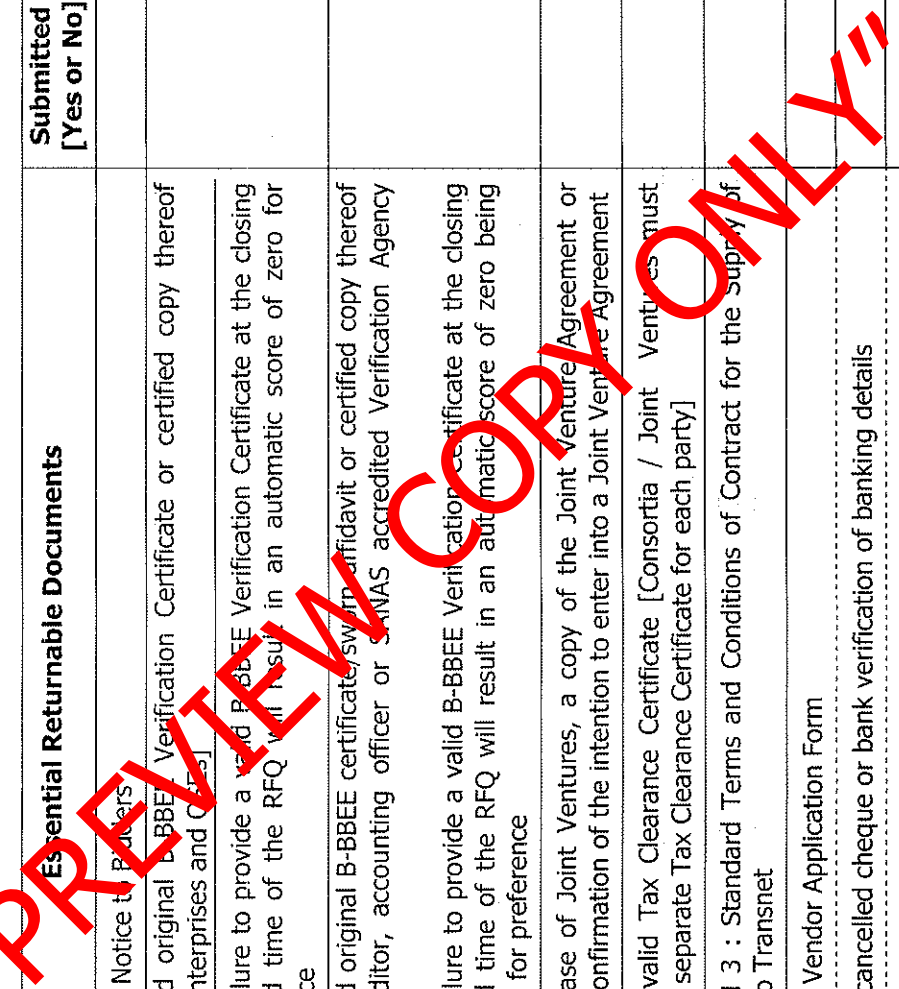 Essential Returnable Documents
Submitted
[Yes or No]
Notice to Bidders
original B-BBEE Verification Certificate or certified copy thereof
nterprises and QSEs]
lure to provide a valid B-BBEE Verification Certificate at the closing
time of the RFQ will result in an automatic score of zero for
ce
original B-BBEE certificate/sworn affidavit or certified copy thereof
ditor, accounting officer or SANAS accredited Verification Agency
lure to provide a valid B-BBEE Verification Certificate at the closing
time of the RFQ will result in an automatic score of zero being
for preference
ase of Joint Ventures, a copy of the Joint Venture Agreement or
onfirmation of the intention to enter into a Joint Venture Agreement
valid Tax Clearance Certificate [Consortia / Joint Ventures must
separate Tax Clearance Certificate for each party]
3 : Standard Terms and Conditions of Contract for the Supply of
o Transnet
Vendor Application Form
cancelled cheque or bank verification of banking details
PREVIEW COPY ONLY”